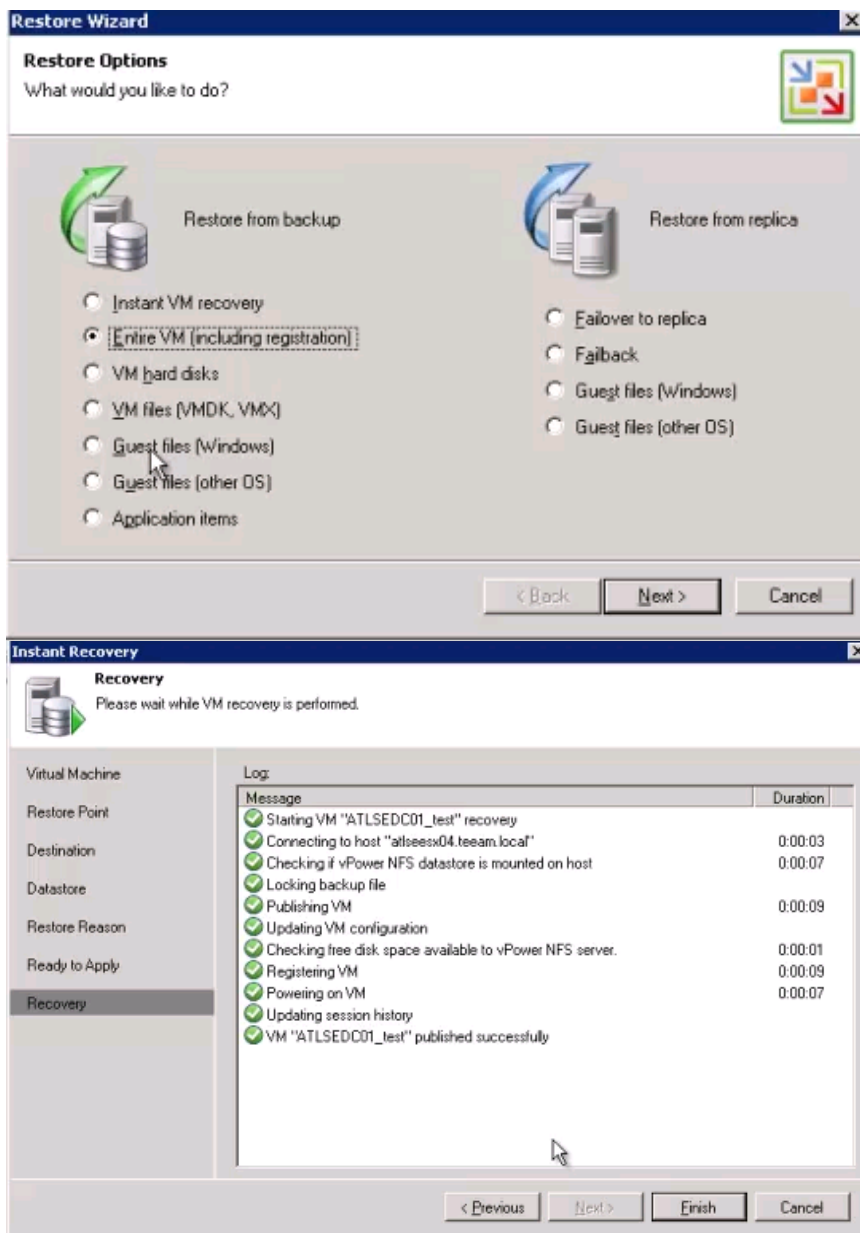 Restore Wizard
Restore Options
What would you like to do?
Restore from backup
Instant VM recovery
Entire VM (including registration)
VM hard disks
VM files (VMDK, VMX)
Guest files (Windows)
Guest files (other OS)
Application items
Restore from replica
Failover to replica
Failback
Guest files (Windows)
Guest files (other OS)
< Back
Next >
Cancel
Instant Recovery
Recovery
Please wait while VM recovery is performed.
Virtual Machine
Restore Point
Destination
Datastore
Restore Reason
Ready to Apply
Recovery
Log:
Message Duration
Starting VM "ATLSEDC01_test" recovery
Connecting to host "atlseesx04.teeam.local" 0:00:03
Checking if vPower NFS datastore is mounted on host 0:00:07
Locking backup file
Publishing VM 0:00:09
Updating VM configuration
Checking free disk space available to vPower NFS server. 0:00:01
Registering VM 0:00:09
Powering on VM 0:00:07
Updating session history
VM "ATLSEDC01_test" published successfully
< Previous
Next >
Finish
Cancel